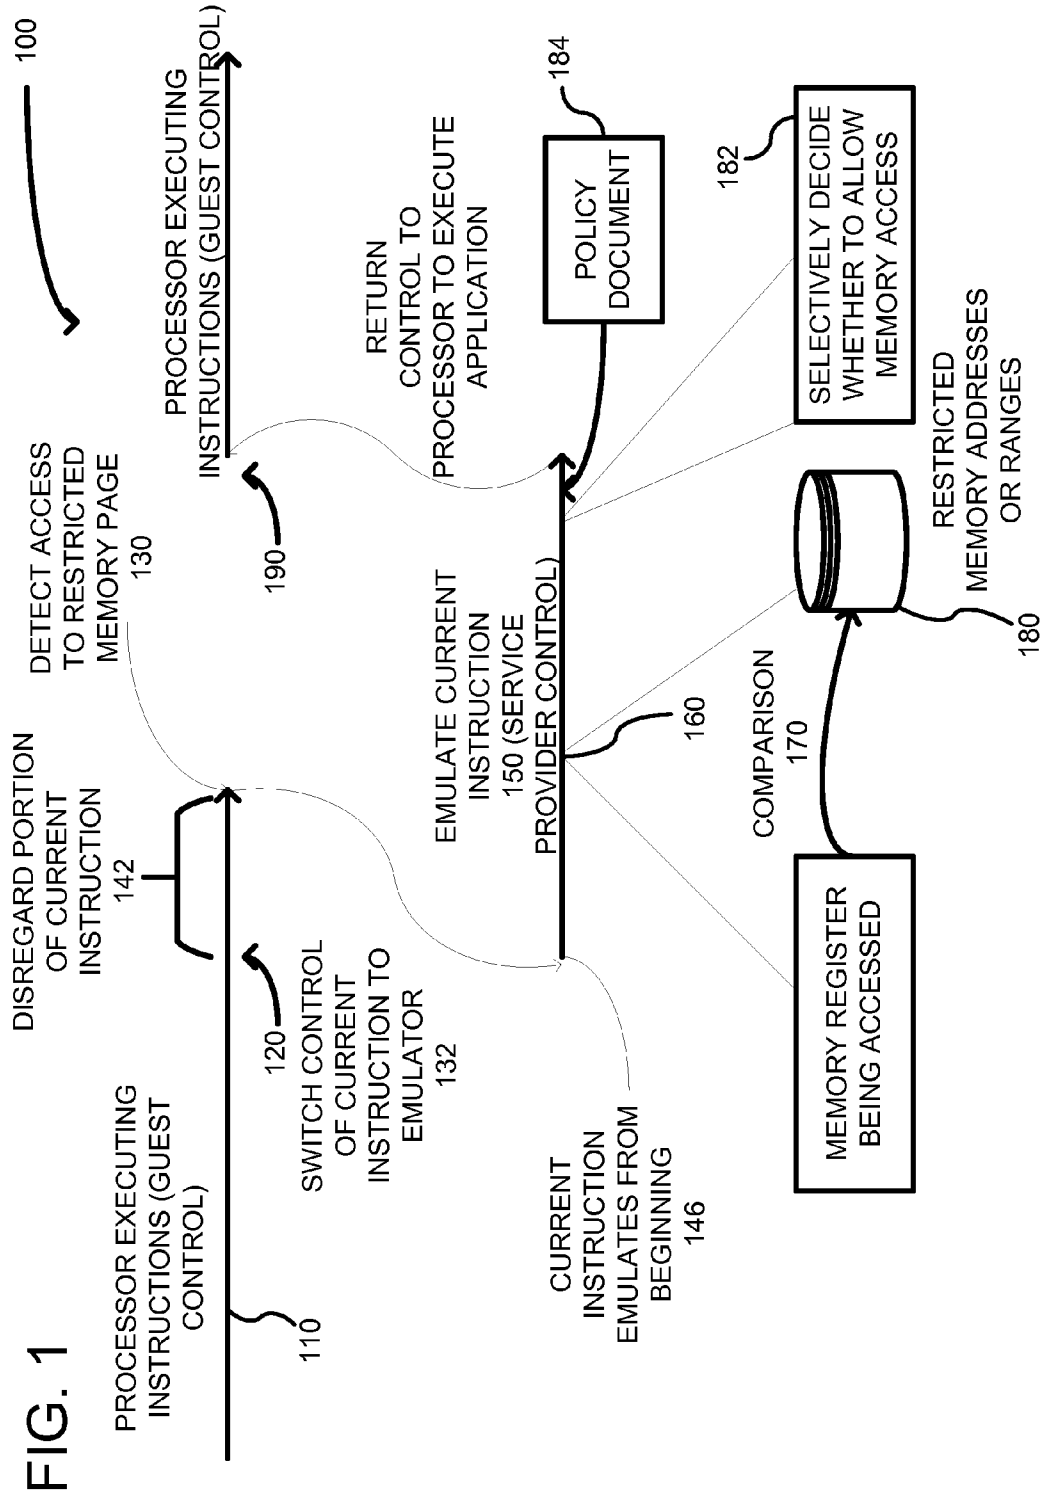 FIG. 1
100
PROCESSOR EXECUTING
INSTRUCTIONS (GUEST
CONTROL)
110
DISREGARD PORTION
OF CURRENT
INSTRUCTION
142
120
DETECT ACCESS
TO RESTRICTED
MEMORY PAGE
130
PROCESSOR EXECUTING
INSTRUCTIONS (GUEST CONTROL)
190
SWITCH CONTROL
OF CURRENT
INSTRUCTION TO
EMULATOR
132
RETURN
CONTROL TO
PROCESSOR TO EXECUTE
APPLICATION
EMULATE CURRENT
INSTRUCTION
150 (SERVICE
PROVIDER CONTROL)
160
CURRENT
INSTRUCTION
EMULATES FROM
BEGINNING
146
184
POLICY
DOCUMENT
MEMORY REGISTER
BEING ACCESSED
COMPARISON
170
180
RESTRICTED
MEMORY ADDRESSES
OR RANGES
182
SELECTIVELY DECIDE
WHETHER TO ALLOW
MEMORY ACCESS